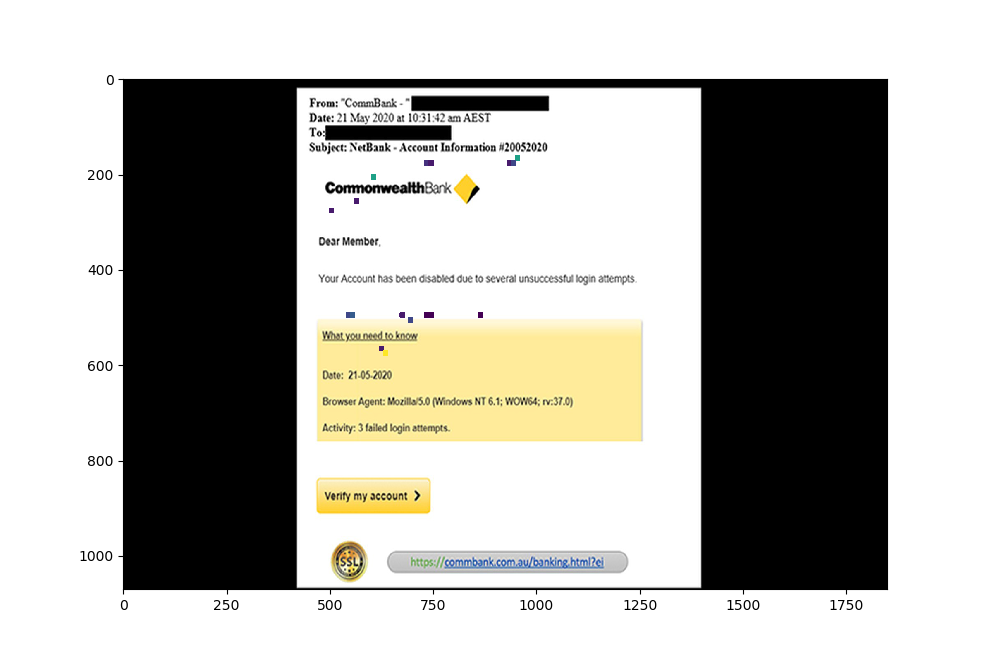 From: "CommBank - "
Date: 21 May 2020 at 10:31:42 am AEST
To:
Subject: NetBank - Account Information #20052020
CommonwealthBank
Dear Member,
Your Account has been disabled due to several unsuccessful login attempts.
What you need to know
Date: 21-05-2020
Browser Agent: Mozilla/5.0 (Windows NT 6.1; WOW64; rv:37.0)
Activity: 3 failed login attempts.
Verify my account
SSL
https://commbank.com.au/banking.html?ei
0
200
400
600
800
1000
0 250 500 750 1000 1250 1500 1750